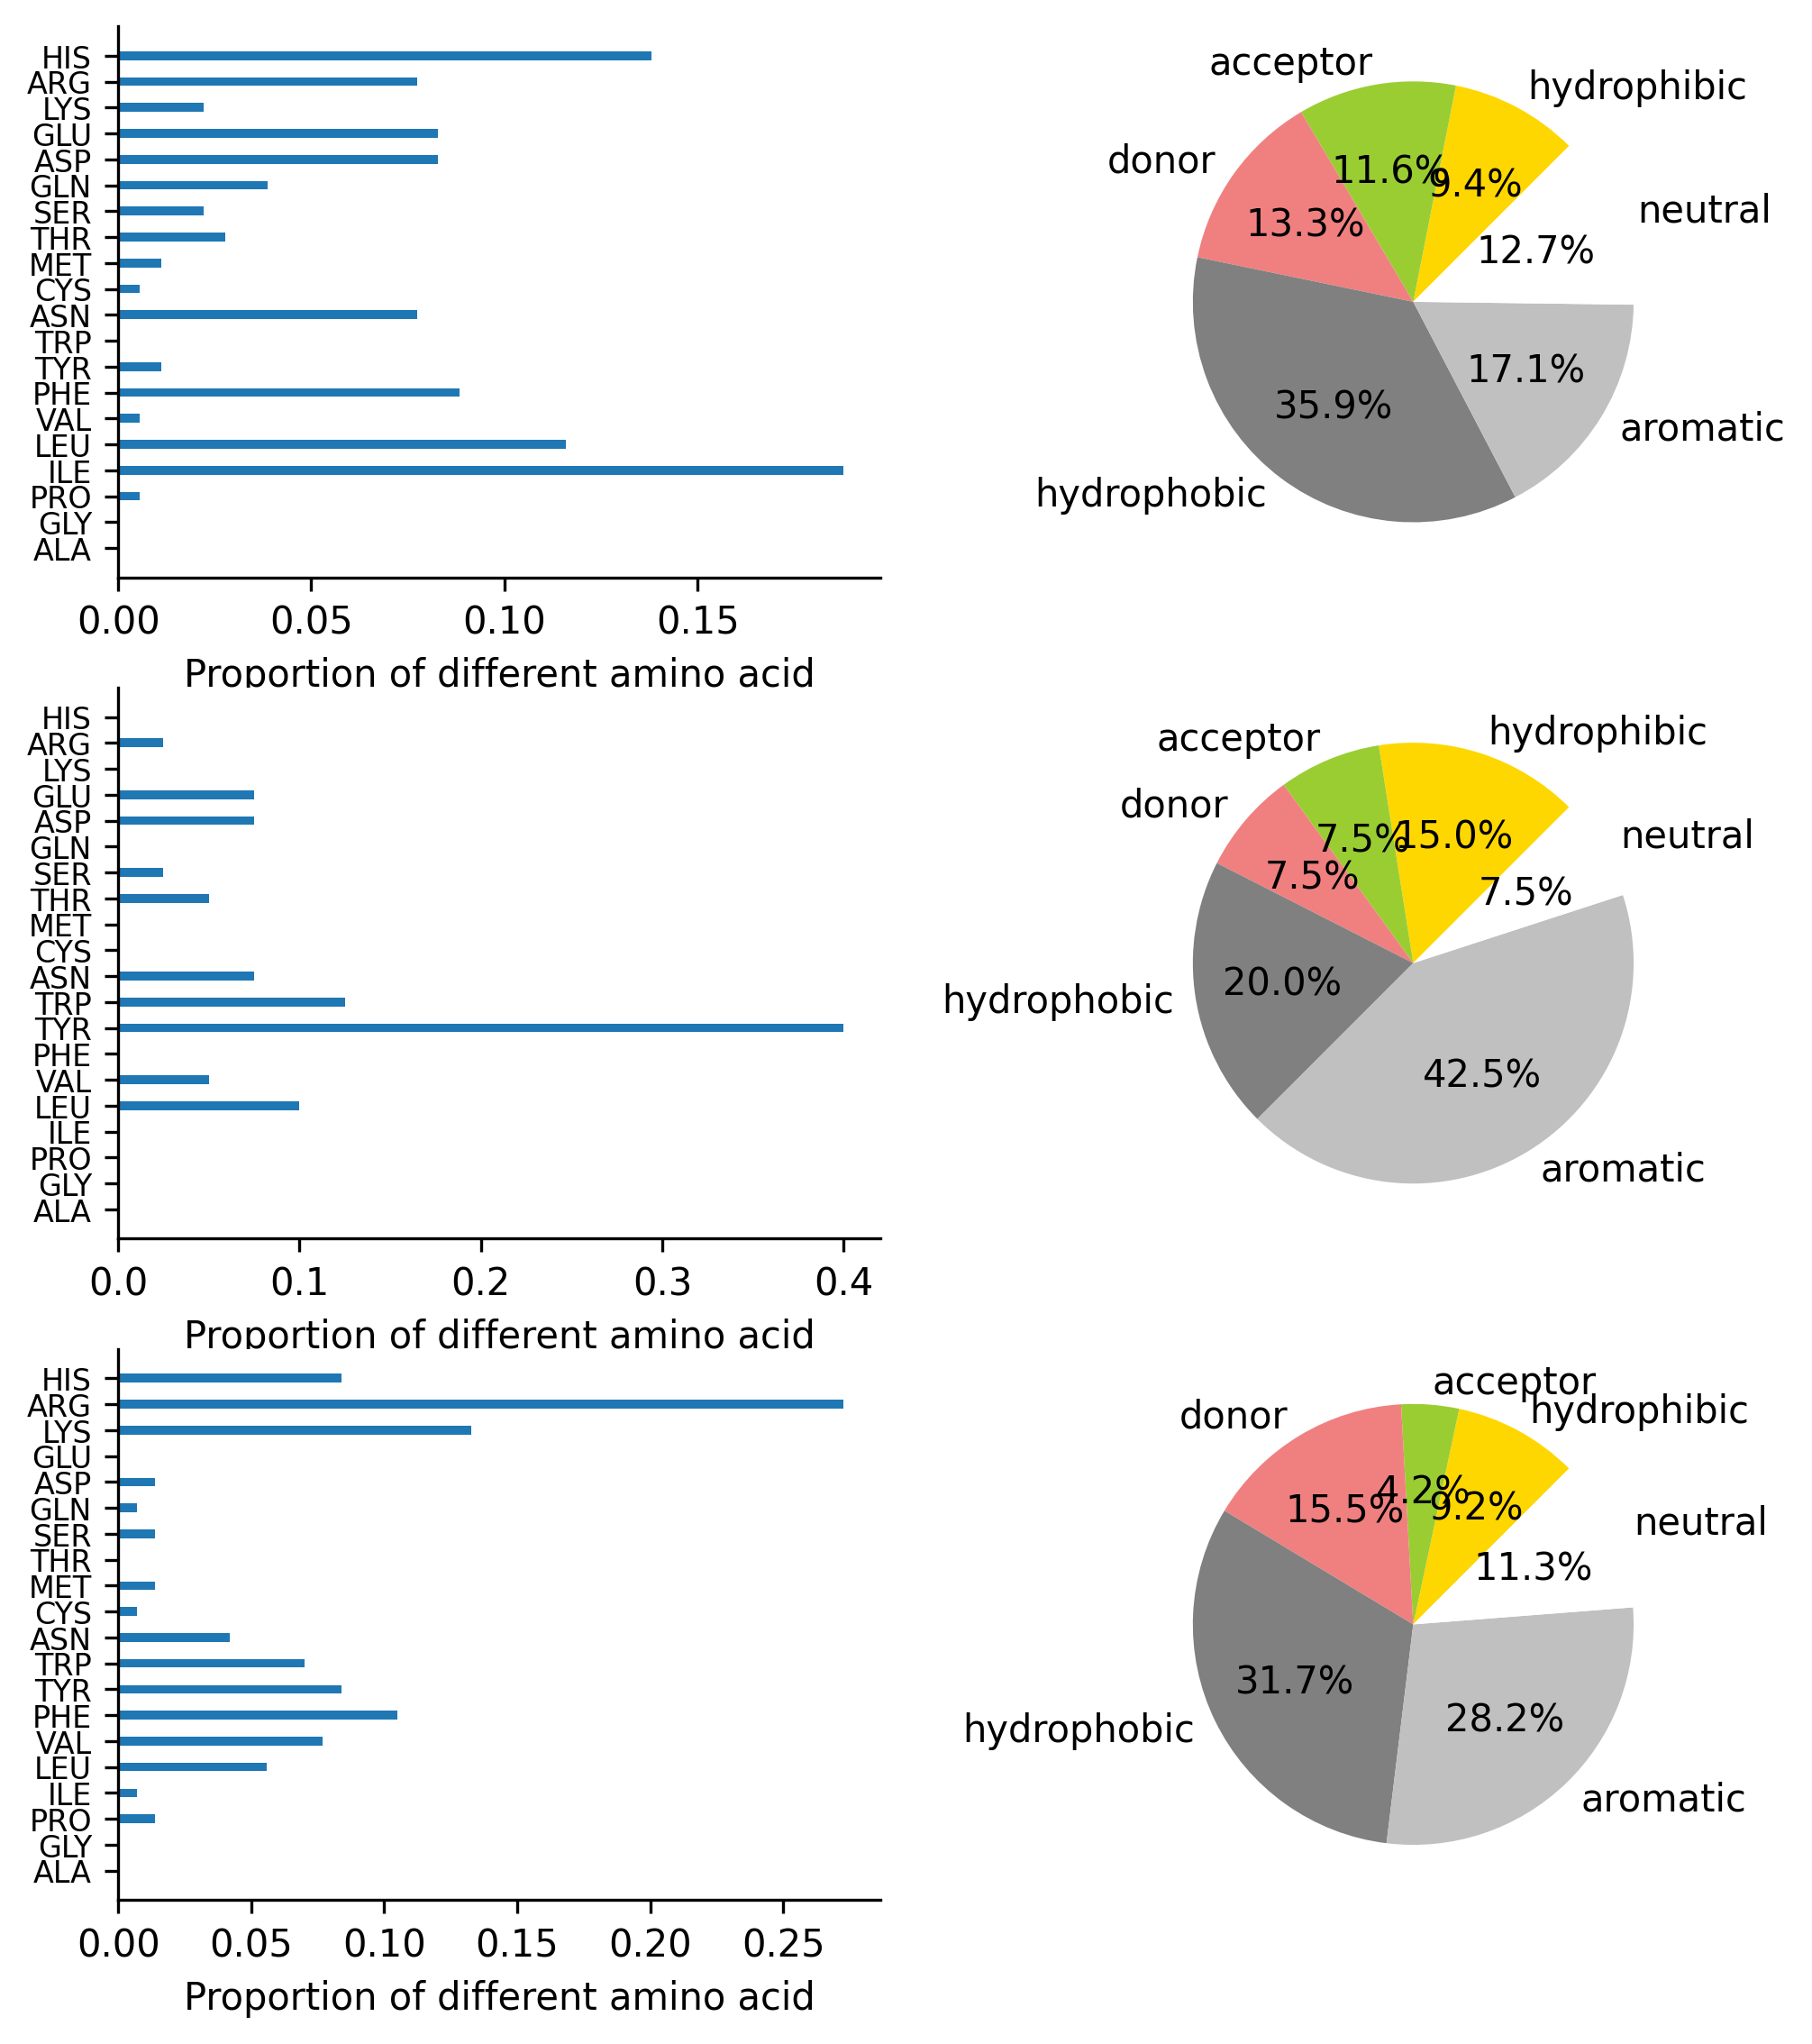 HIS
ARG
LYS
GLU
ASP
GLN
SER
THR
MET
CYS
ASN
TRP
TYR
PHE
VAL
LEU
ILE
PRO
GLY
ALA
0.00 0.05 0.10 0.15
Proportion of different amino acid
acceptor
hydrophibic
donor
neutral
11.6%
9.4%
13.3%
12.7%
17.1%
35.9%
aromatic
hydrophobic
HIS
ARG
LYS
GLU
ASP
GLN
SER
THR
MET
CYS
ASN
TRP
TYR
PHE
VAL
LEU
ILE
PRO
GLY
ALA
0.0 0.1 0.2 0.3 0.4
Proportion of different amino acid
hydrophibic
acceptor
donor
neutral
15.0%
7.5%
7.5%
7.5%
hydrophobic
20.0%
42.5%
aromatic
HIS
ARG
LYS
GLU
ASP
GLN
SER
THR
MET
CYS
ASN
TRP
TYR
PHE
VAL
LEU
ILE
PRO
GLY
ALA
0.00 0.05 0.10 0.15 0.20 0.25
Proportion of different amino acid
acceptor
hydrophibic
donor
4.2%
9.2%
15.5%
neutral
11.3%
31.7%
28.2%
hydrophobic
aromatic